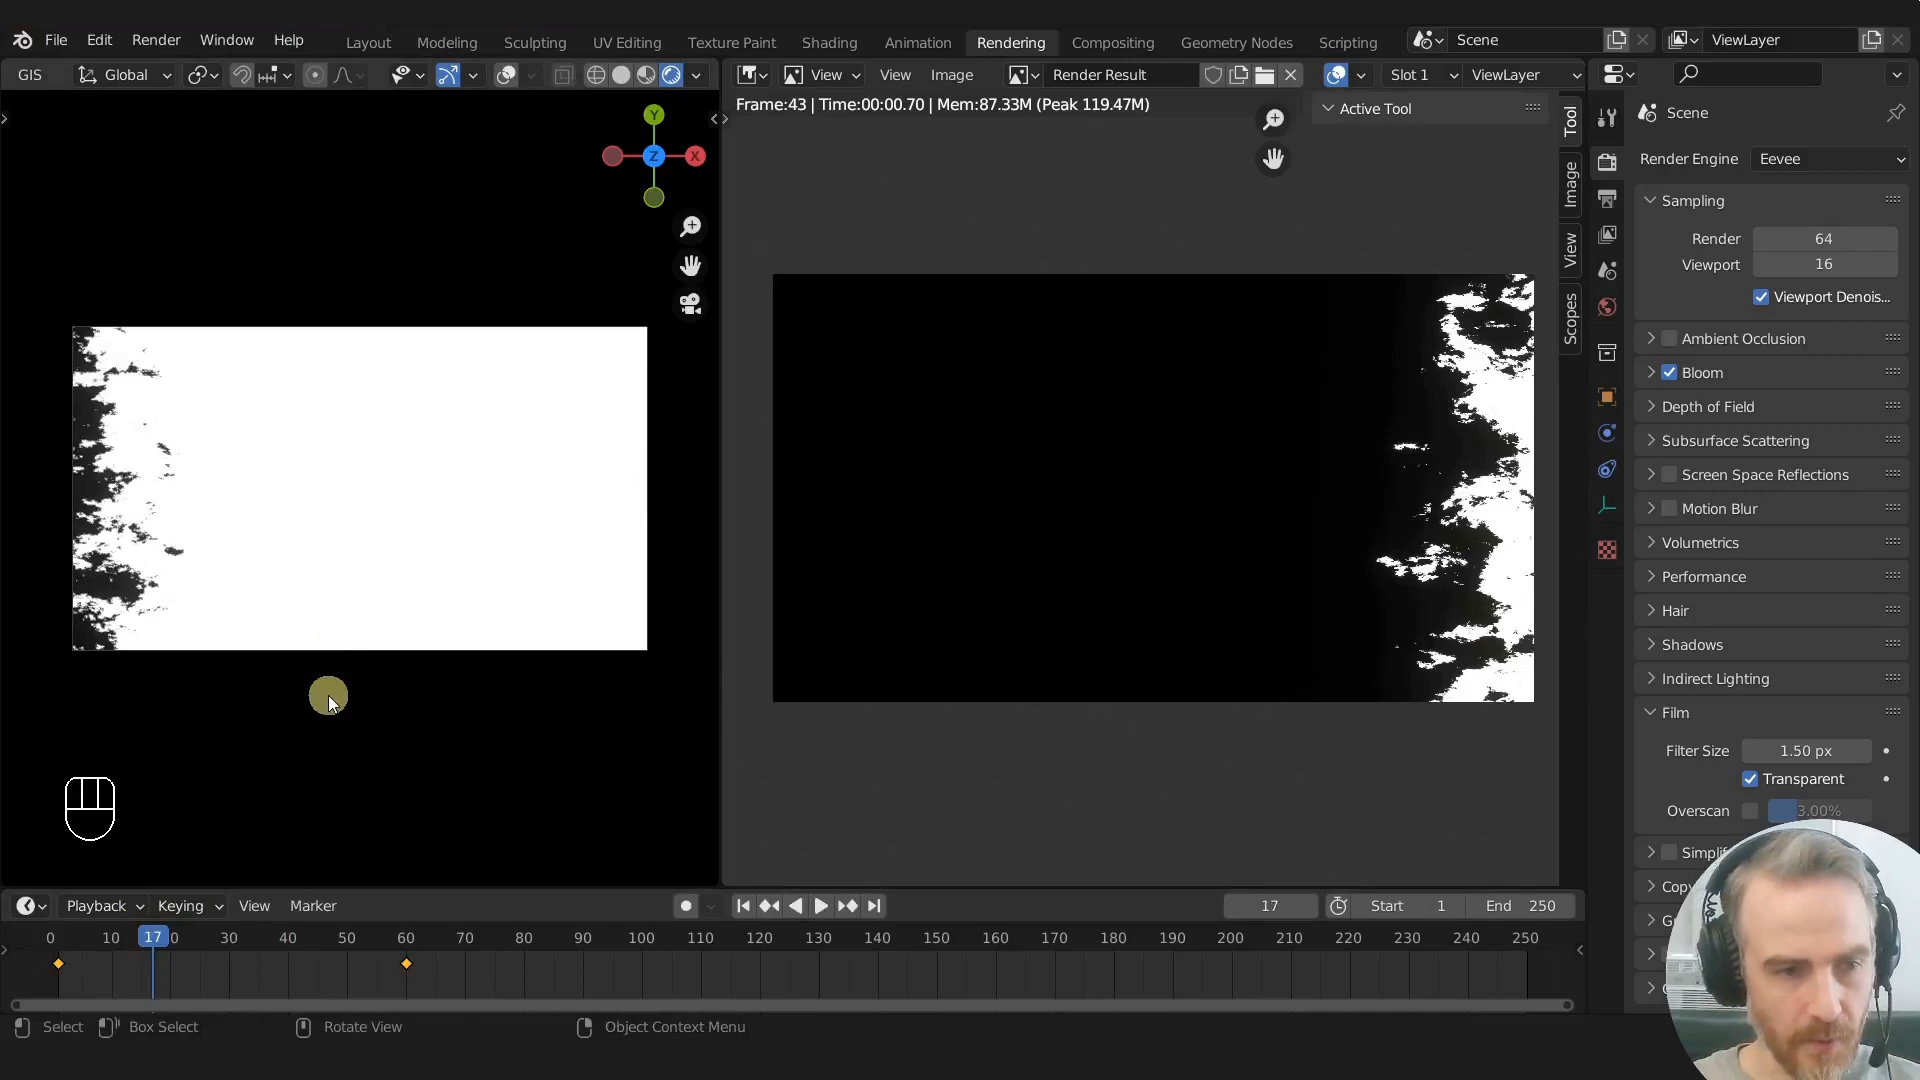 File Edit Render Window Help Layout Modeling Sculpting UV Editing Texture Paint Shading Animation Rendering Compositing Geometry Nodes Scripting Scene ViewLayer
GIS Global View View Image Render Result Slot 1 ViewLayer
Frame:43 | Time:00:00.70 | Mem:87.33M (Peak 119.47M)
Active Tool
Y
Z
X
Tool
Image
View
Scopes
Scene
Render Engine Eevee
Sampling
Render 64
Viewport 16
Viewport Denois...
Ambient Occlusion
Bloom
Depth of Field
Subsurface Scattering
Screen Space Reflections
Motion Blur
Volumetrics
Performance
Hair
Shadows
Indirect Lighting
Film
Filter Size 1.50 px
Transparent
Overscan 3.00%
Playback Keying View Marker 17 Start 1 End 250
0 10 17 0 30 40 50 60 70 80 90 100 110 120 130 140 150 160 170 180 190 200 210 220 230 240 250
Select Box Select Rotate View Object Context Menu